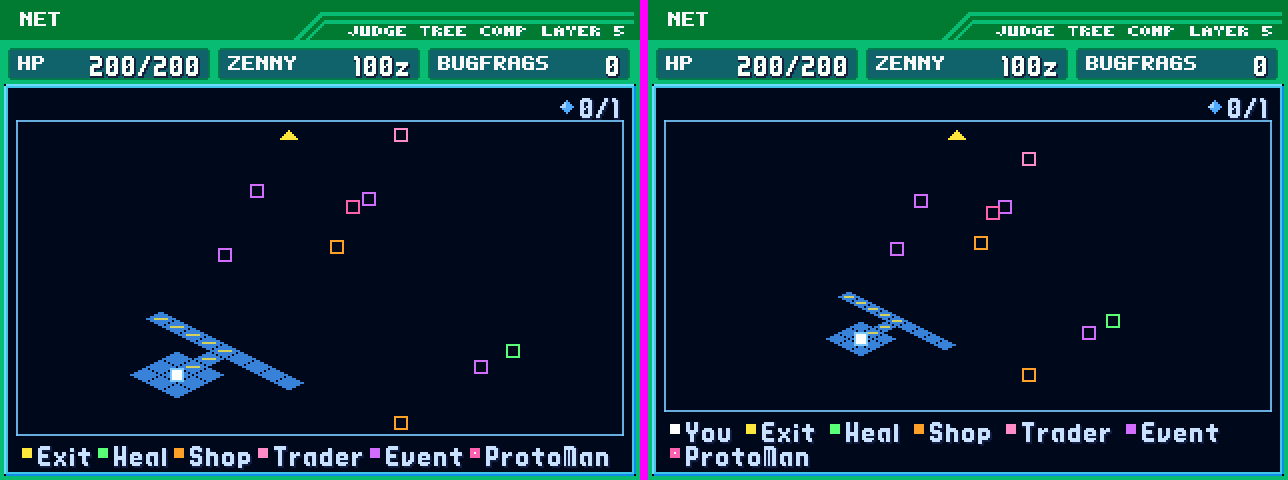 NET
JUDGE TREE COMP LAYER 5
HP 200/200 ZENNY 100z BUGFRAGS 0
0/1
Exit Heal Shop Trader Event ProtoMan
NET
JUDGE TREE COMP LAYER 5
HP 200/200 ZENNY 100z BUGFRAGS 0
0/1
You Exit Heal Shop Trader Event
ProtoMan